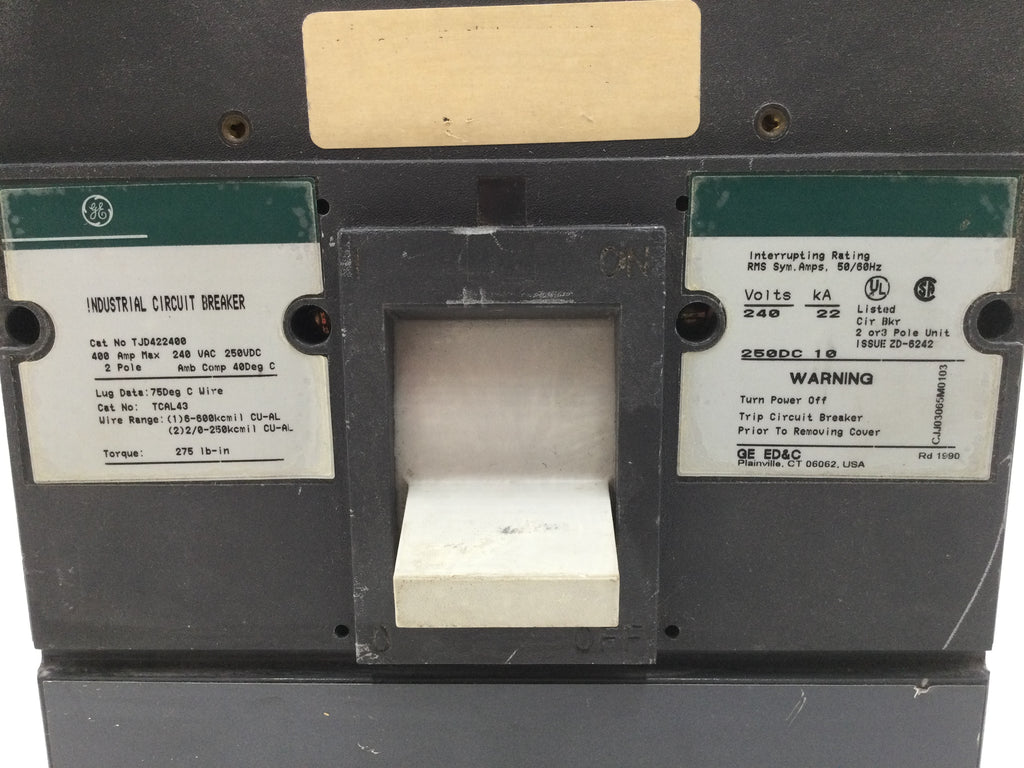 GE
INDUSTRIAL CIRCUIT BREAKER
Cat No TJD422400
400 Amp Max 240 VAC 250VDC
2 Pole Amb Comp 40Deg C
Lug Data: 75Deg C Wire
Cat No: TCAL43
Wire Range: (1)6-600kcmil CU-AL
(2)2/0-250kcmil CU-AL
Torque: 275 lb-in
ON
O OFF
Interrupting Rating
RMS Sym. Amps, 50/60Hz
Volts kA
240 22
250DC 10
UL SA
Listed
Cir Bkr
2 or3 Pole Unit
ISSUE ZD-6242
WARNING
Turn Power Off
Trip Circuit Breaker
Prior To Removing Cover
CJJ03065M0103
GE ED&C
Plainville, CT 06062, USA
Rd 1990